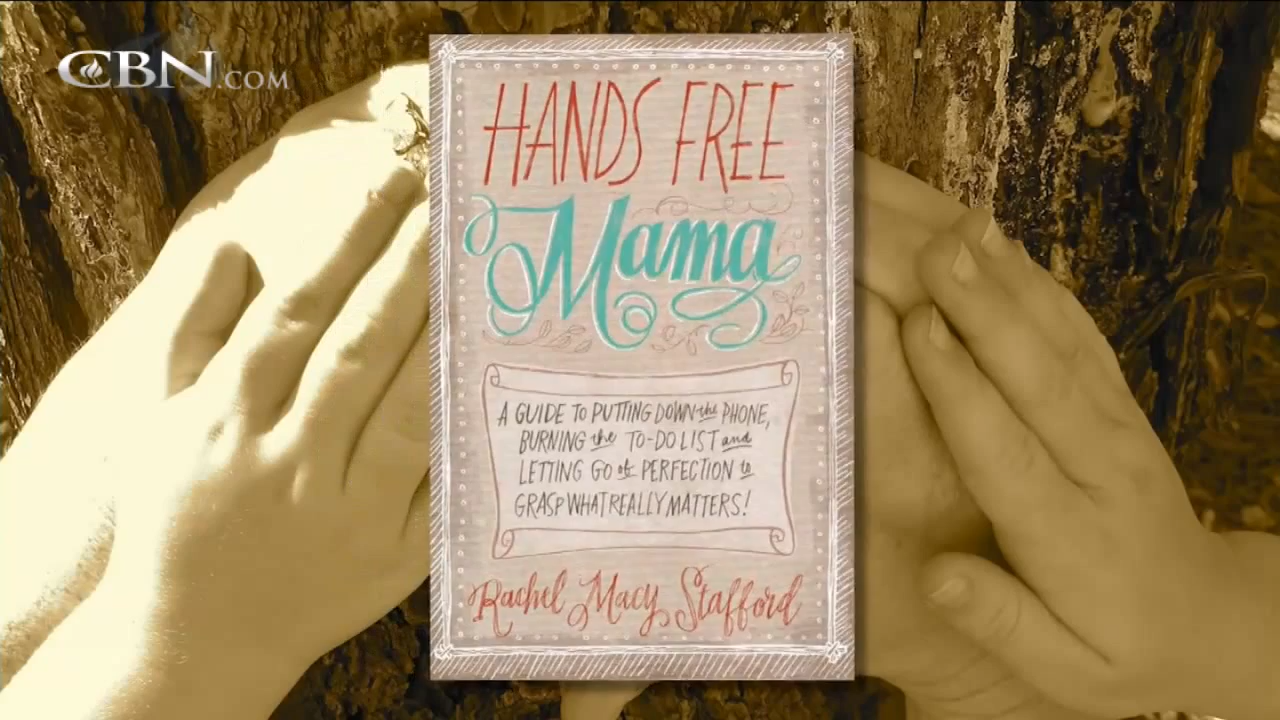 CBN.COM
HANDS FREE
Mama
A GUIDE TO PUTTING DOWN the PHONE,
BURNING the TO-DO LIST and
LETTING GO of PERFECTION to
GRASP WHAT REALLY MATTERS!
Rachel Macy Stafford